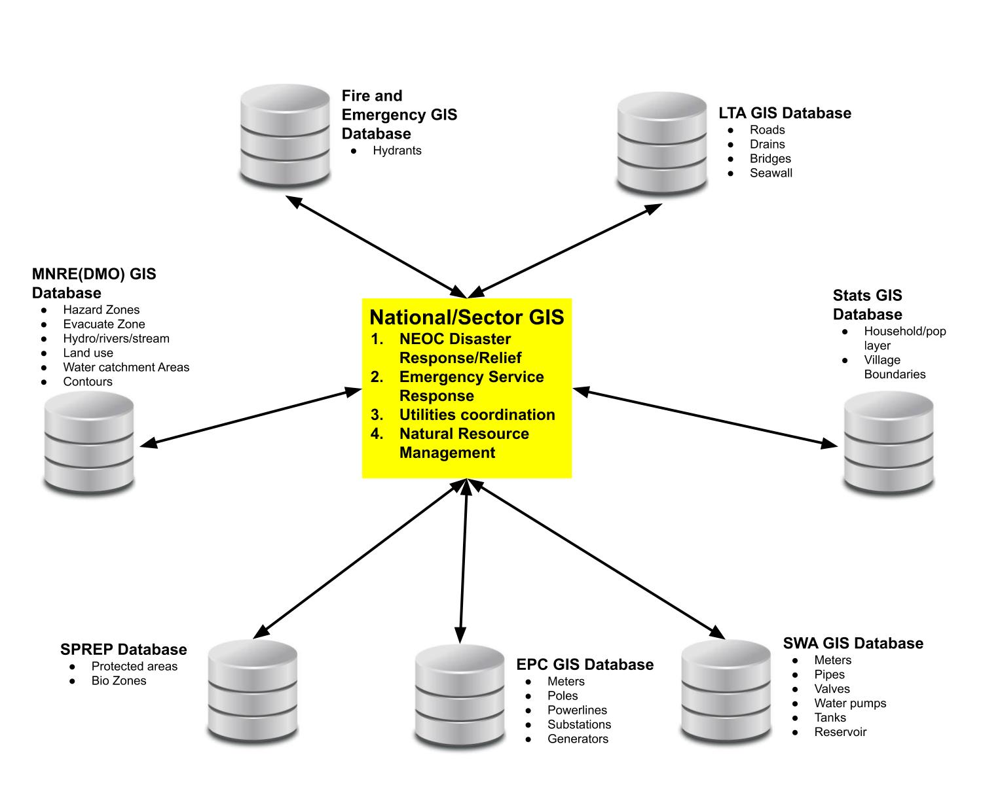 Fire and
Emergency GIS
Database
● Hydrants
LTA GIS Database
● Roads
● Drains
● Bridges
● Seawall
MNRE(DMO) GIS
Database
● Hazard Zones
● Evacuate Zone
● Hydro/rivers/stream
● Land use
● Water catchment Areas
● Contours
National/Sector GIS
1. NEOC Disaster
Response/Relief
2. Emergency Service
Response
3. Utilities coordination
4. Natural Resource
Management
Stats GIS
Database
● Household/pop
layer
● Village
Boundaries
SPREP Database
● Protected areas
● Bio Zones
EPC GIS Database
● Meters
● Poles
● Powerlines
● Substations
● Generators
SWA GIS Database
● Meters
● Pipes
● Valves
● Water pumps
● Tanks
● Reservoir